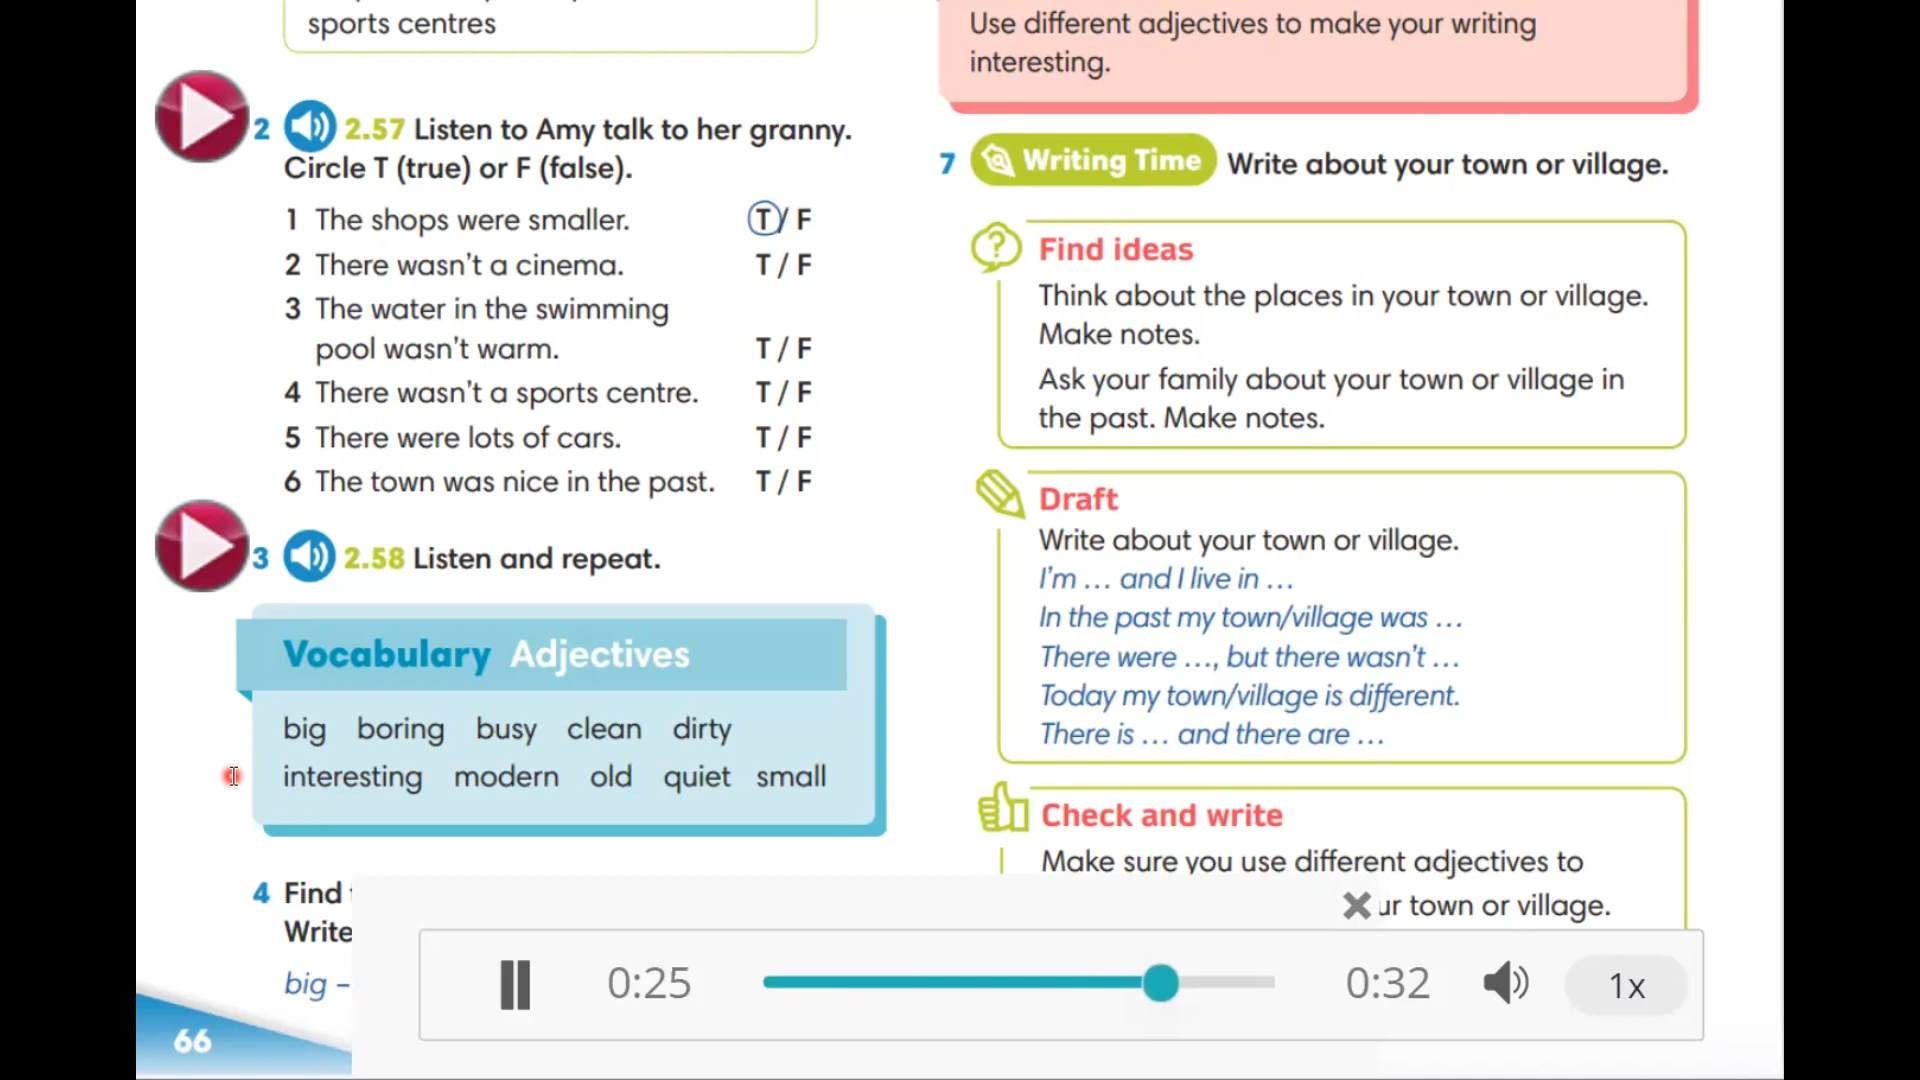 sports centres
2 2.57 Listen to Amy talk to her granny.
Circle T (true) or F (false).
1 The shops were smaller. T / F
2 There wasn't a cinema. T / F
3 The water in the swimming
pool wasn't warm. T / F
4 There wasn't a sports centre. T / F
5 There were lots of cars. T / F
6 The town was nice in the past. T / F
3 2.58 Listen and repeat.
Vocabulary Adjectives
big boring busy clean dirty
interesting modern old quiet small
4 Find
Write
big –
66
Use different adjectives to make your writing
interesting.
7 Writing Time Write about your town or village.
Find ideas
Think about the places in your town or village.
Make notes.
Ask your family about your town or village in
the past. Make notes.
Draft
Write about your town or village.
I'm ... and I live in ...
In the past my town/village was ...
There were ..., but there wasn't ...
Today my town/village is different.
There is ... and there are ...
Check and write
Make sure you use different adjectives to
ur town or village.
0:25 0:32 1x